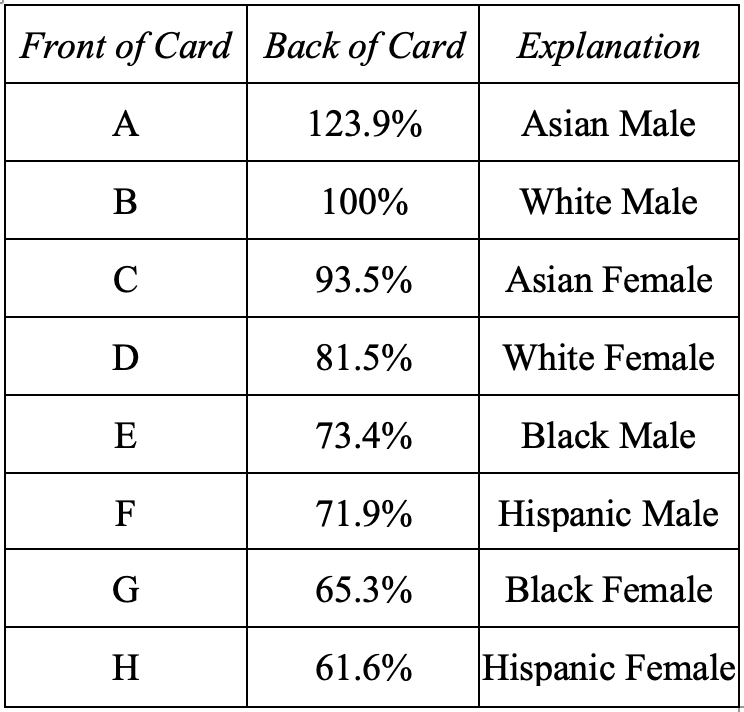 Front of Card Back of Card Explanation
A 123.9% Asian Male
B 100% White Male
C 93.5% Asian Female
D 81.5% White Female
E 73.4% Black Male
F 71.9% Hispanic Male
G 65.3% Black Female
H 61.6% Hispanic Female